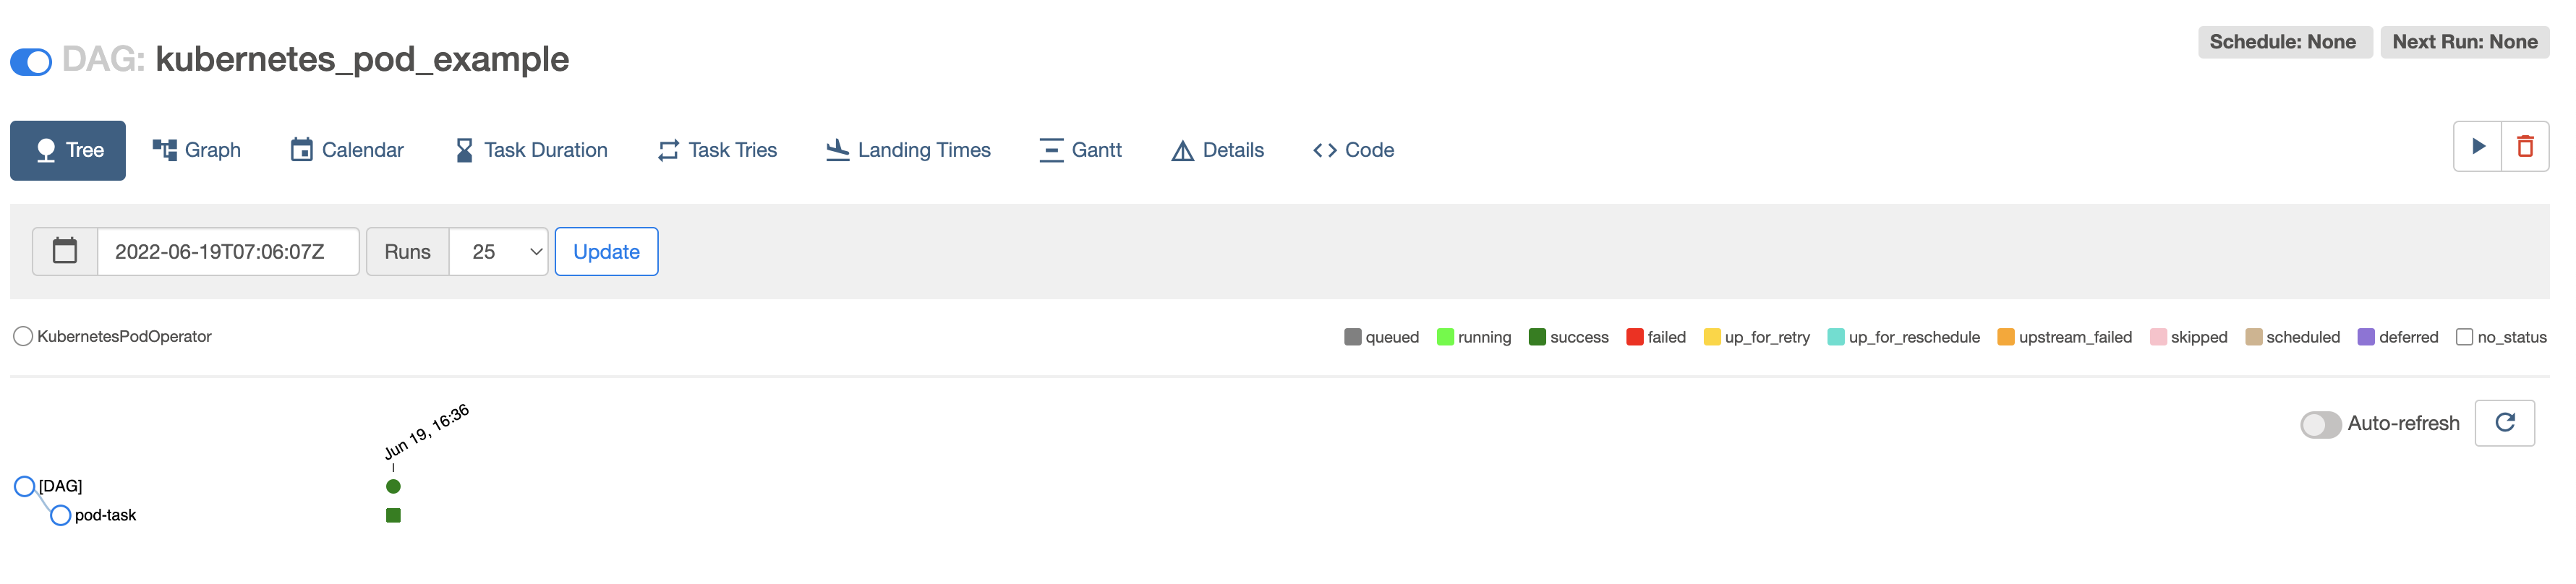 DAG: kubernetes_pod_example
Schedule: None
Next Run: None
Tree
Graph
Calendar
Task Duration
Task Tries
Landing Times
Gantt
Details
Code
2022-06-19T07:06:07Z
Runs
25
Update
KubernetesPodOperator
queued
running
success
failed
up_for_retry
up_for_reschedule
upstream_failed
skipped
scheduled
deferred
no_status
Jun 19, 16:36
Auto-refresh
[DAG]
pod-task